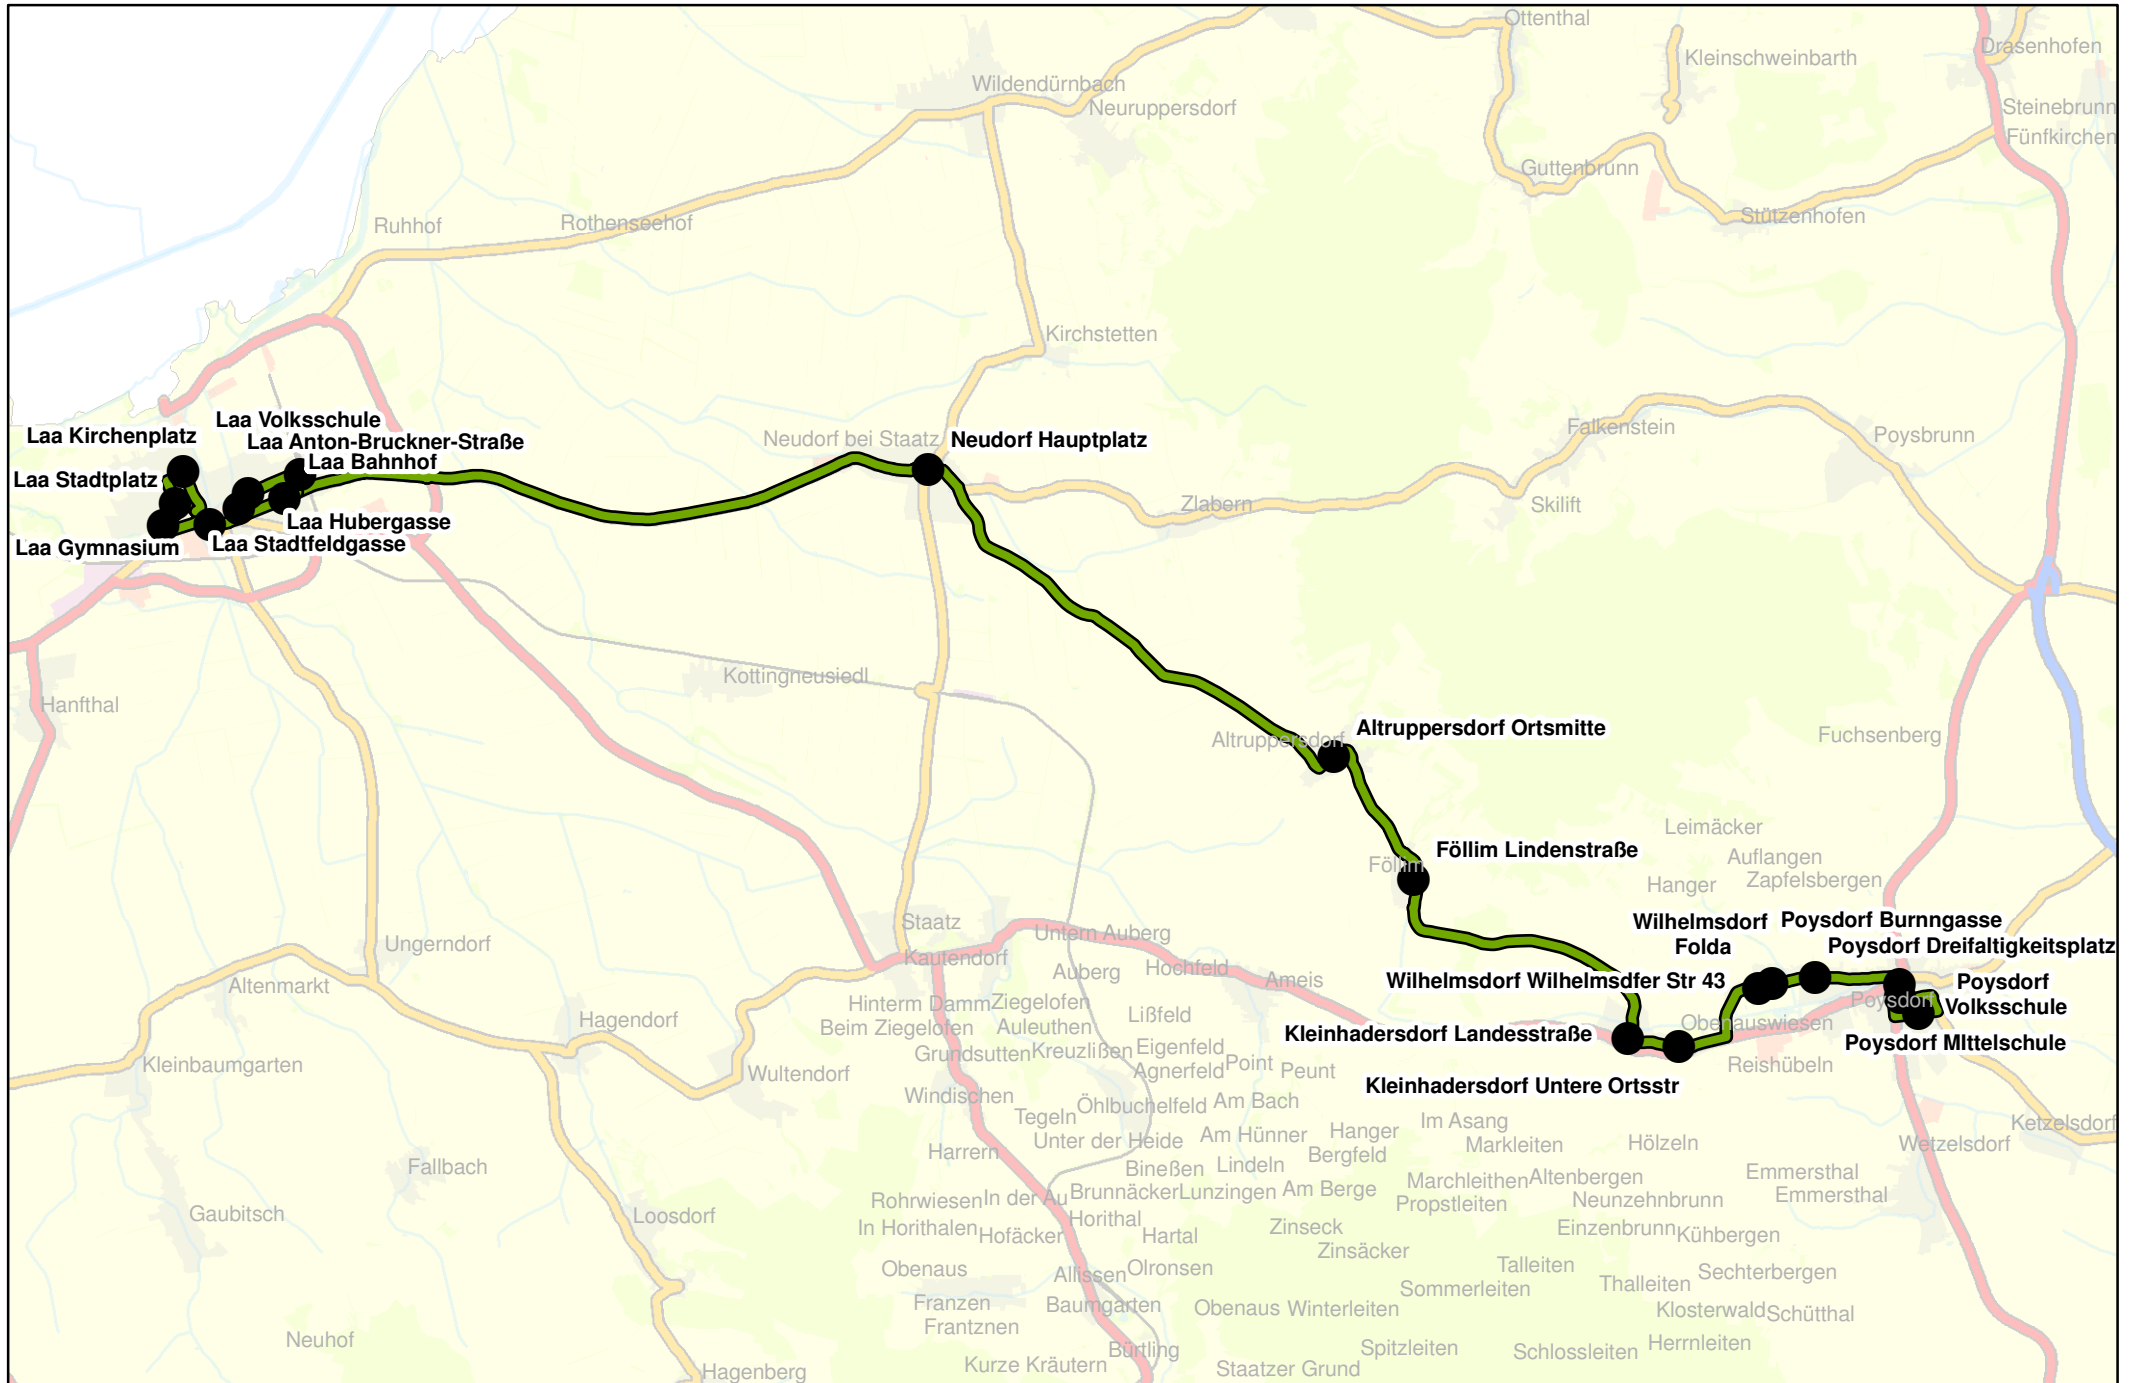 Ottenthal
Drasenhofen
Kleinschweinbarth
Wildendürnbach
Neuruppersdorf
Steinebrunn
Fünfkirchen
Guttenbrunn
Stützenhofen
Ruhhof
Rothenseehof
Kirchstetten
Laa Volksschule
Laa Kirchenplatz
Laa Anton-Bruckner-Straße
Laa Bahnhof
Laa Stadtplatz
Neudorf bei Staatz
Neudorf Hauptplatz
Falkenstein
Poysbrunn
Zlabern
Skilift
Laa Hubergasse
Laa Stadtfeldgasse
Laa Gymnasium
Kottingneusiedl
Hanfthal
Altruppersdorf
Altruppersdorf Ortsmitte
Fuchsenberg
Leimäcker
Föllim
Föllim Lindenstraße
Auflangen
Hanger
Zapfelsbergen
Staatz
Untern Auberg
Wilhelmsdorf
Folda
Poysdorf Burnngasse
Poysdorf Dreifaltigkeitsplatz
Ungerndorf
Kautendorf
Auberg
Hochfeld
Ameis
Wilhelmsdorf Wilhelmsdfer Str 43
Poysdorf
Volksschule
Altenmarkt
Hinterm Damm
Ziegelofen
Poysdorf
Hagendorf
Beim Ziegelofen
Auleuthen
Lißfeld
Kleinhadersdorf Landesstraße
Obenauswiesen
Poysdorf MIttelschule
Kleinbaumgarten
Grundsutten
Kreuzlißen
Eigenfeld
Agnerfeld
Point
Peunt
Reishübeln
Wultendorf
Windischen
Kleinhadersdorf Untere Ortsstr
Tegeln
Öhlbuchelfeld
Am Bach
Im Asang
Ketzelsdorf
Unter der Heide
Am Hünner
Hanger
Bergfeld
Markleiten
Hölzeln
Wetzelsdorf
Harrern
Fallbach
Bineßen
Lindeln
Marchleithen
Altenbergen
Emmersthal
Emmersthal
Rohrwiesen
In der Au
Brunnäcker
Lunzingen
Am Berge
Propstleiten
Neunzehnbrunn
Gaubitsch
Loosdorf
In Horithalen
Hofäcker
Horithal
Hartal
Zinseck
Zinsäcker
Einzenbrunn
Kühbergen
Obenaus
Allissen
Olronsen
Talleiten
Sechterbergen
Sommerleiten
Thalleiten
Franzen
Frantznen
Baumgarten
Obenaus
Winterleiten
Klosterwald
Schütthal
Neuhof
Bürtling
Spitzleiten
Schlossleiten
Herrnleiten
Hagenberg
Kurze Kräutern
Staatzer Grund